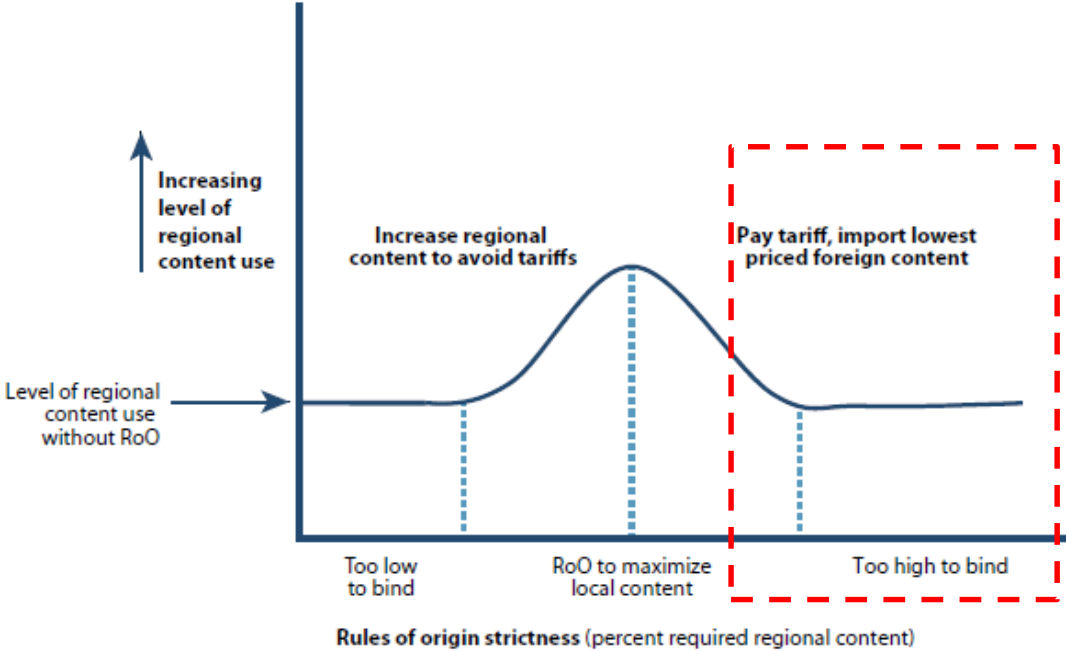 Increasing
level of
regional
content use
Increase regional
content to avoid tariffs
Pay tariff, import lowest
priced foreign content
Level of regional
content use
without RoO
Too low
to bind
RoO to maximize
local content
Too high to bind
Rules of origin strictness (percent required regional content)